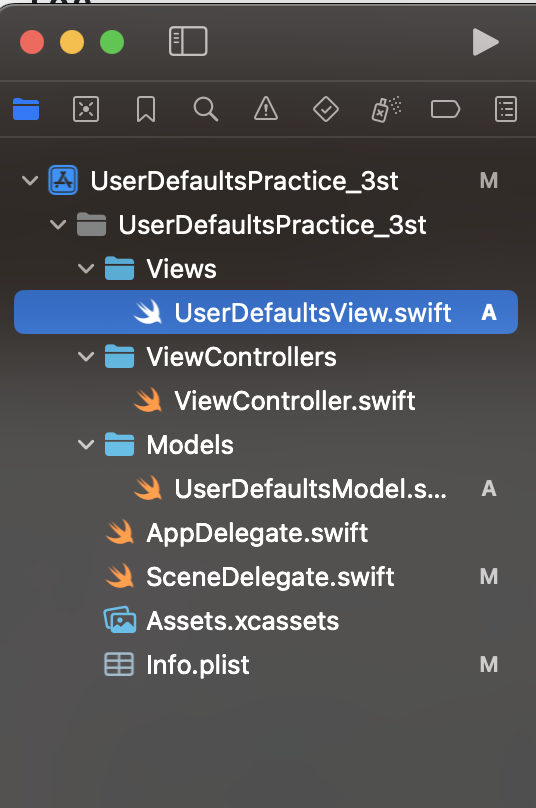 UserDefaultsPractice_3st M
UserDefaultsPractice_3st
Views
UserDefaultsView.swift A
ViewControllers
ViewController.swift
Models
UserDefaultsModel.s... A
AppDelegate.swift
SceneDelegate.swift M
Assets.xcassets
Info.plist M